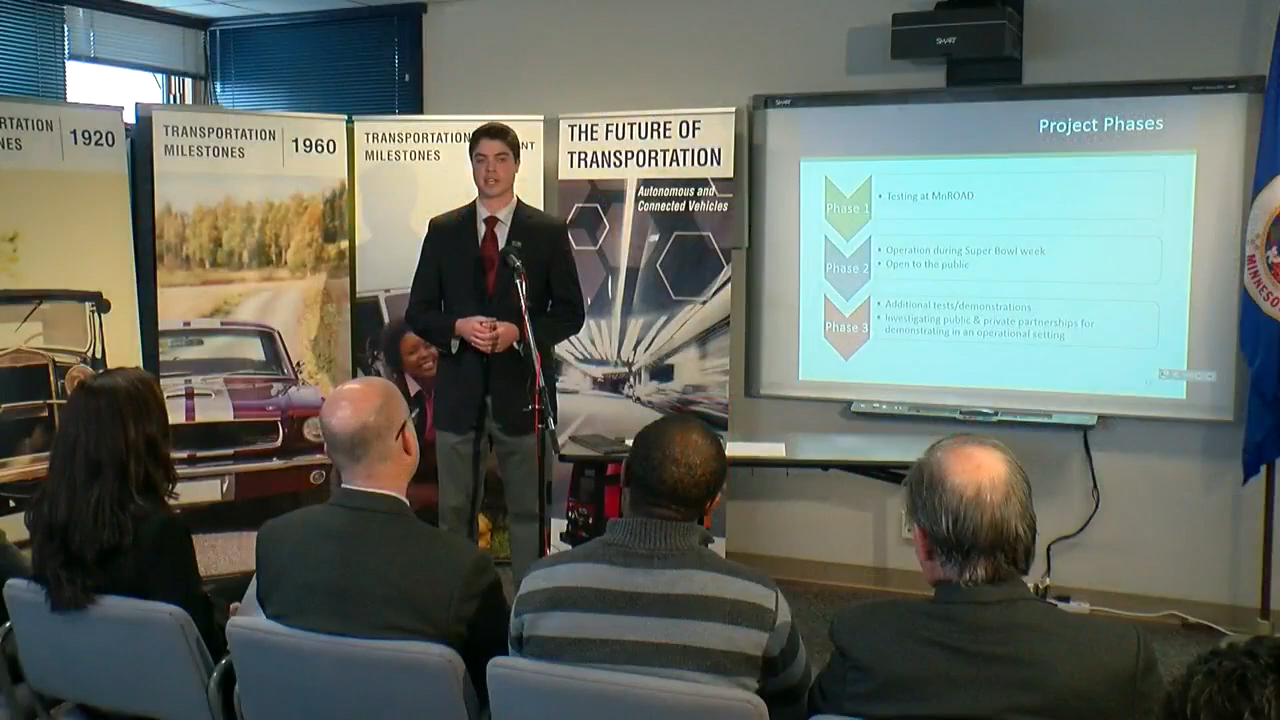 RTATION
NES
1920
TRANSPORTATION
MILESTONES
1960
TRANSPORTATION
MILESTONES
NT
THE FUTURE OF
TRANSPORTATION
Autonomous and
Connected Vehicles
SMART
SMART
Project Phases
Phase 1
• Testing at MnROAD
Phase 2
• Operation during Super Bowl week
• Open to the public
Phase 3
• Additional tests/demonstrations
• Investigating public & private partnerships for
demonstrating in an operational setting
MINNESO